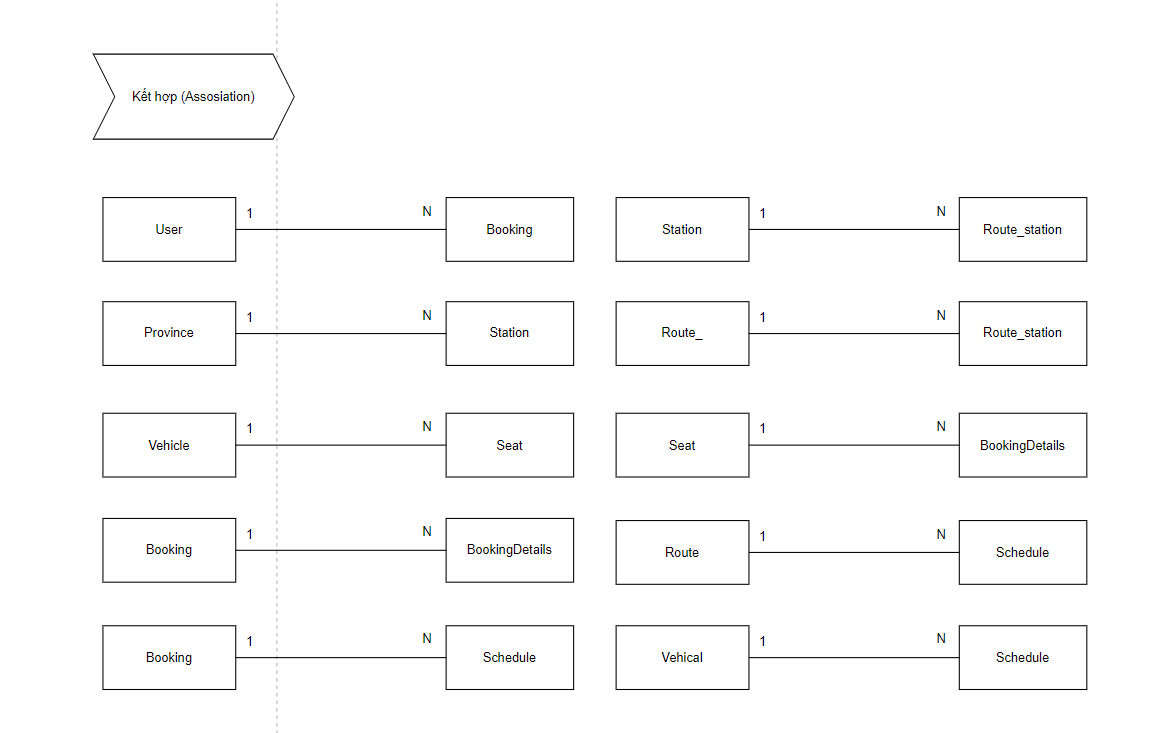 Kết hợp (Assosiation)
User 1 N Booking
Station 1 N Route_station
Province 1 N Station
Route_ 1 N Route_station
Vehicle 1 N Seat
Seat 1 N BookingDetails
Booking 1 N BookingDetails
Route 1 N Schedule
Booking 1 N Schedule
Vehical 1 N Schedule